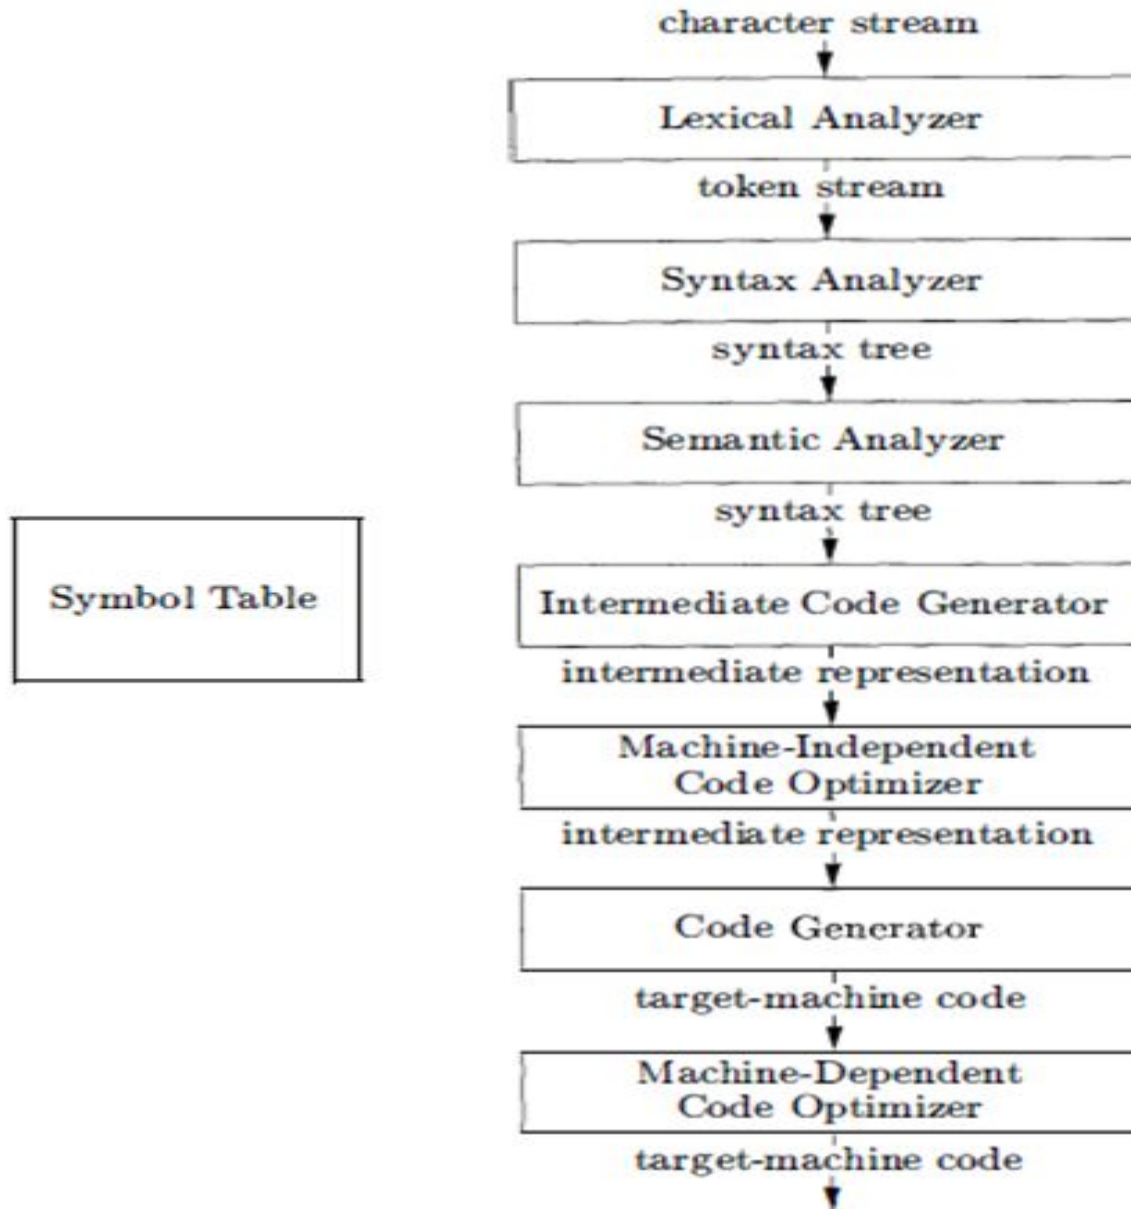 character stream
Lexical Analyzer
token stream
Syntax Analyzer
syntax tree
Semantic Analyzer
syntax tree
Symbol Table
Intermediate Code Generator
intermediate representation
Machine-Independent
Code Optimizer
intermediate representation
Code Generator
target-machine code
Machine-Dependent
Code Optimizer
target-machine code